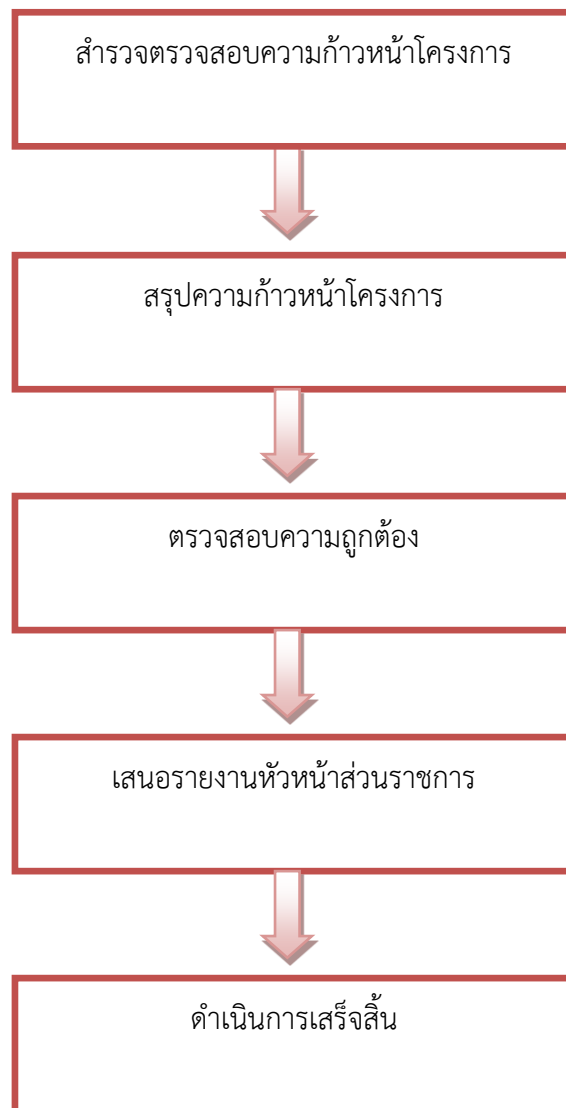 สำรวจตรวจสอบความก้าวหน้าโครงการ
สรุปความก้าวหน้าโครงการ
ตรวจสอบความถูกต้อง
เสนอรายงานหัวหน้าส่วนราชการ
ดำเนินการเสร็จสิ้น